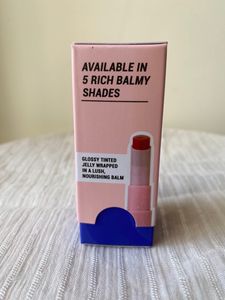 AVAILABLE IN
5 RICH BALMY
SHADES
GLOSSY TINTED
JELLY WRAPPED
IN A LUSH,
NOURISHING BALM